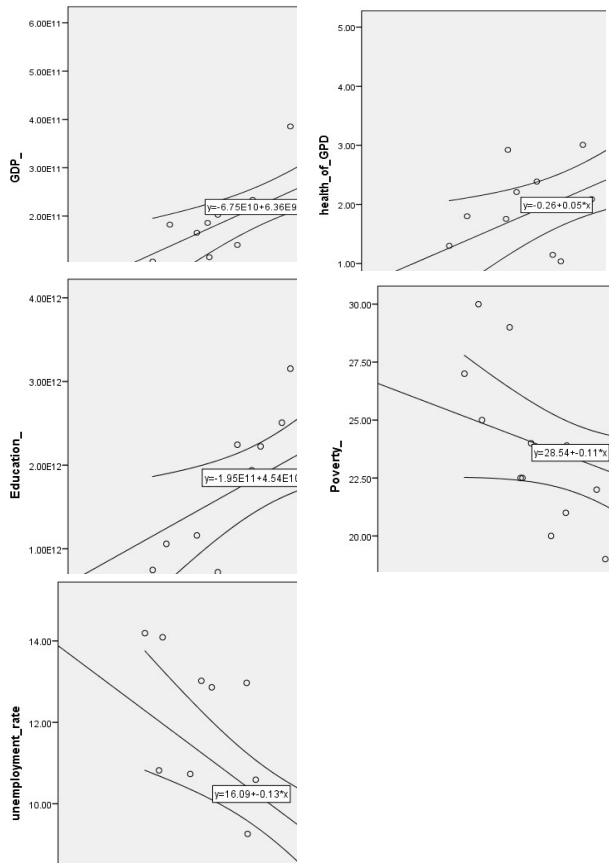 6.00E11
5.00E11
4.00E11
3.00E11
2.00E11
GDP_
y=-6.75E10+6.36E9
5.00
4.00
3.00
2.00
1.00
health_of_GPD
y=-0.26+0.05*x
4.00E12
3.00E12
2.00E12
1.00E12
Education_
y=-1.95E11+4.54E10
30.00
27.50
25.00
22.50
20.00
Poverty_
y=28.54+-0.11*x
14.00
12.00
10.00
unemployment_rate
y=16.09+-0.13*x